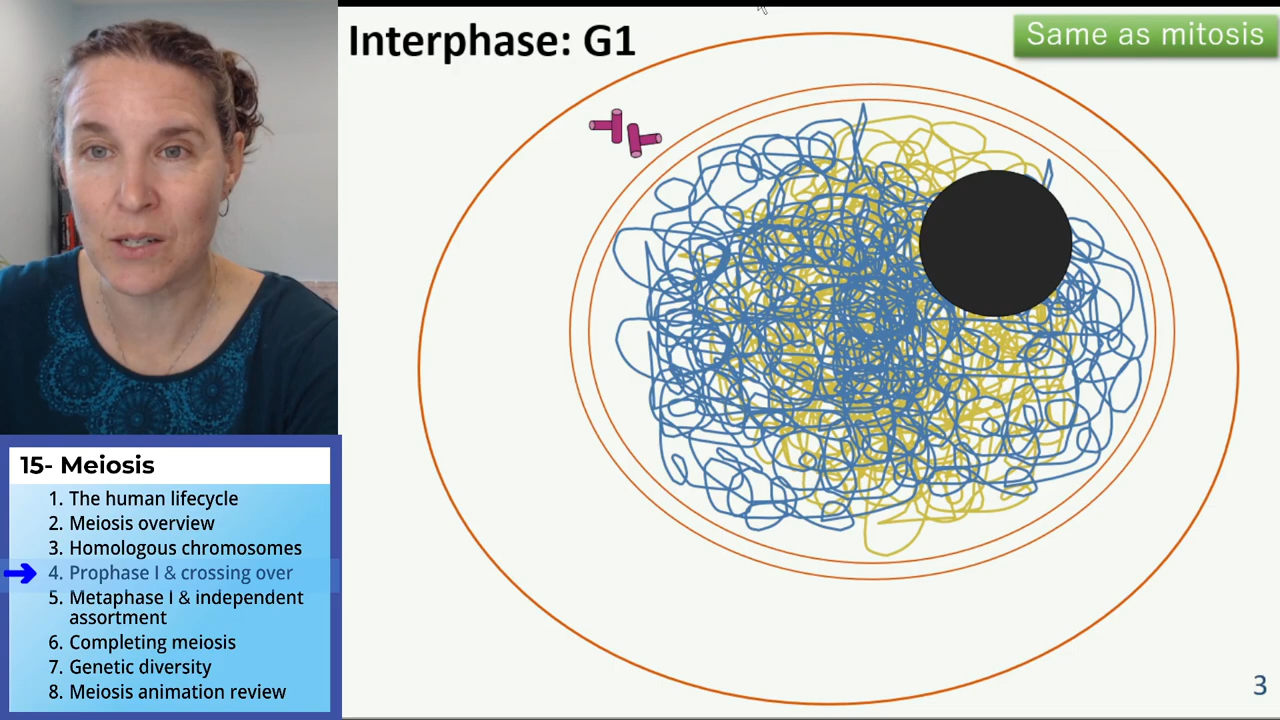 Interphase: G1
Same as mitosis
15- Meiosis
1. The human lifecycle
2. Meiosis overview
3. Homologous chromosomes
4. Prophase I & crossing over
5. Metaphase I & independent
assortment
6. Completing meiosis
7. Genetic diversity
8. Meiosis animation review
3